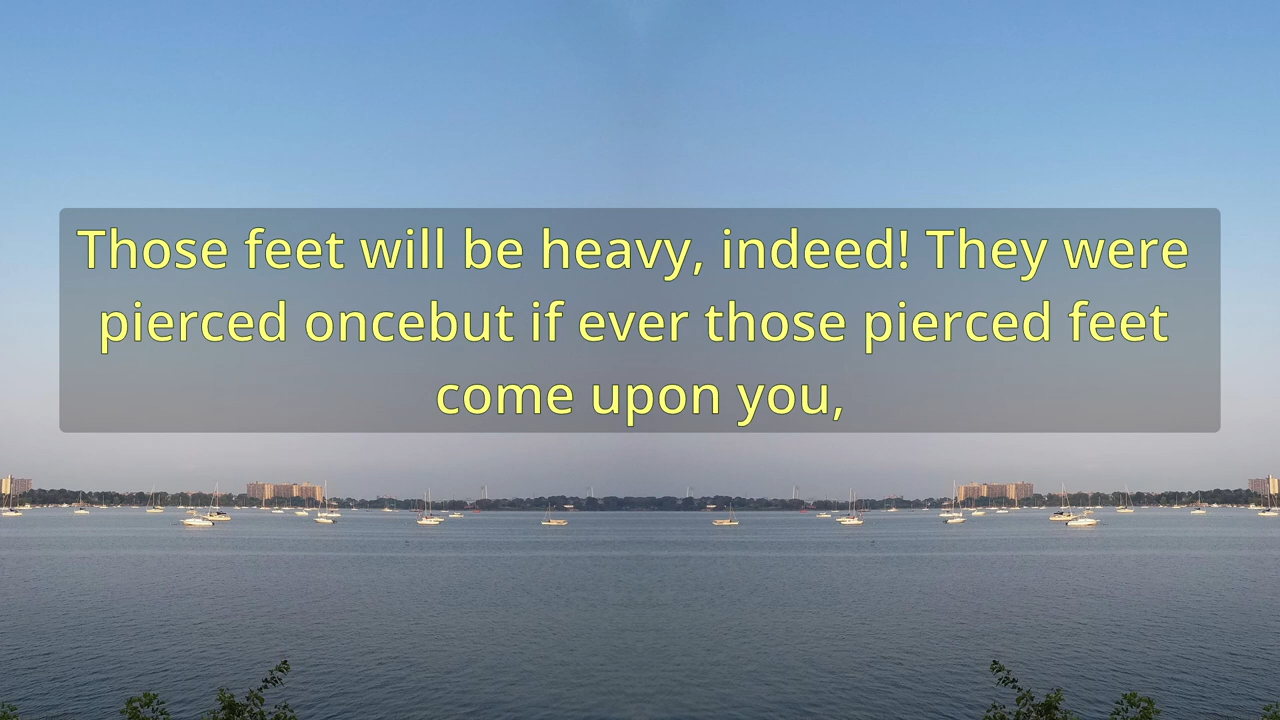 Those feet will be heavy, indeed! They were
pierced oncebut if ever those pierced feet
come upon you,